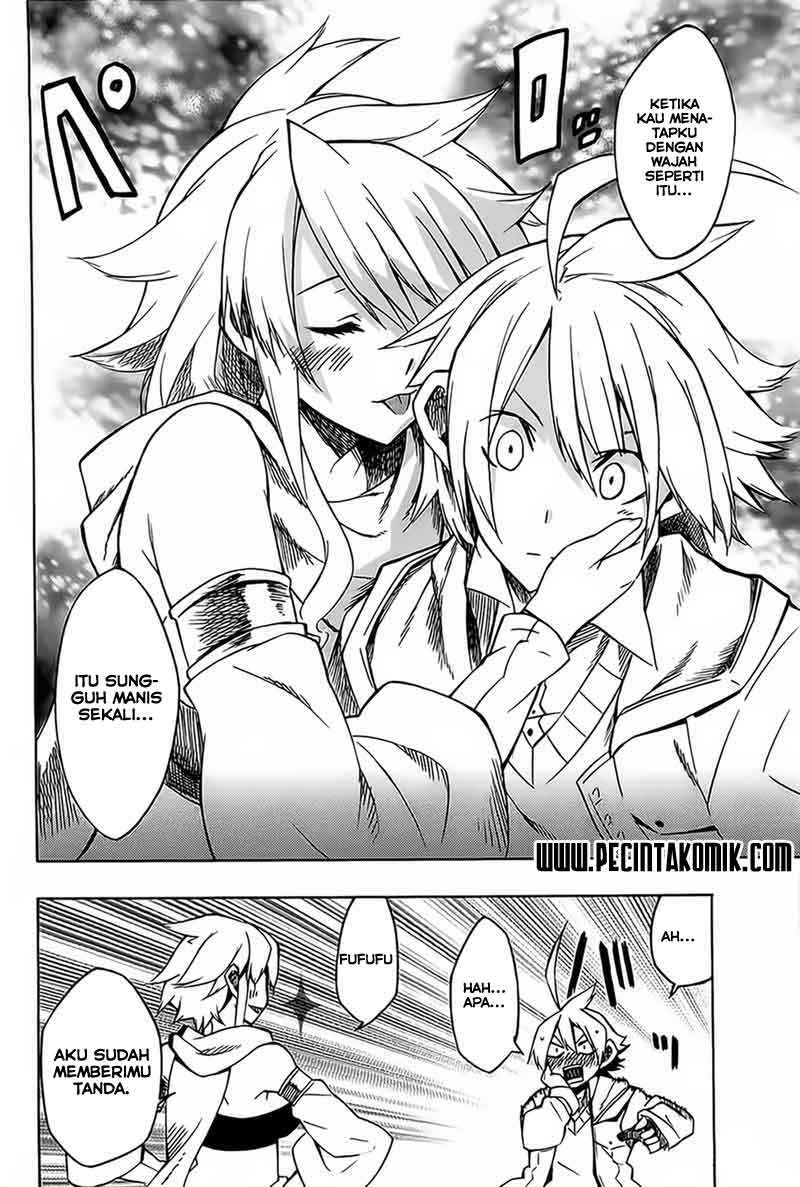 KETIKA
KAU MENA-
TAPKU
DENGAN
WAJAH
SEPERTI
ITU...
ペロ
ITU SUNG-
GUH MANIS
SEKALI...
WWW.PECINTAKOMIK.COM
AH...
HAH...
APA...
FUFUFU
AKU SUDAH
MEMBERIMU
TANDA.